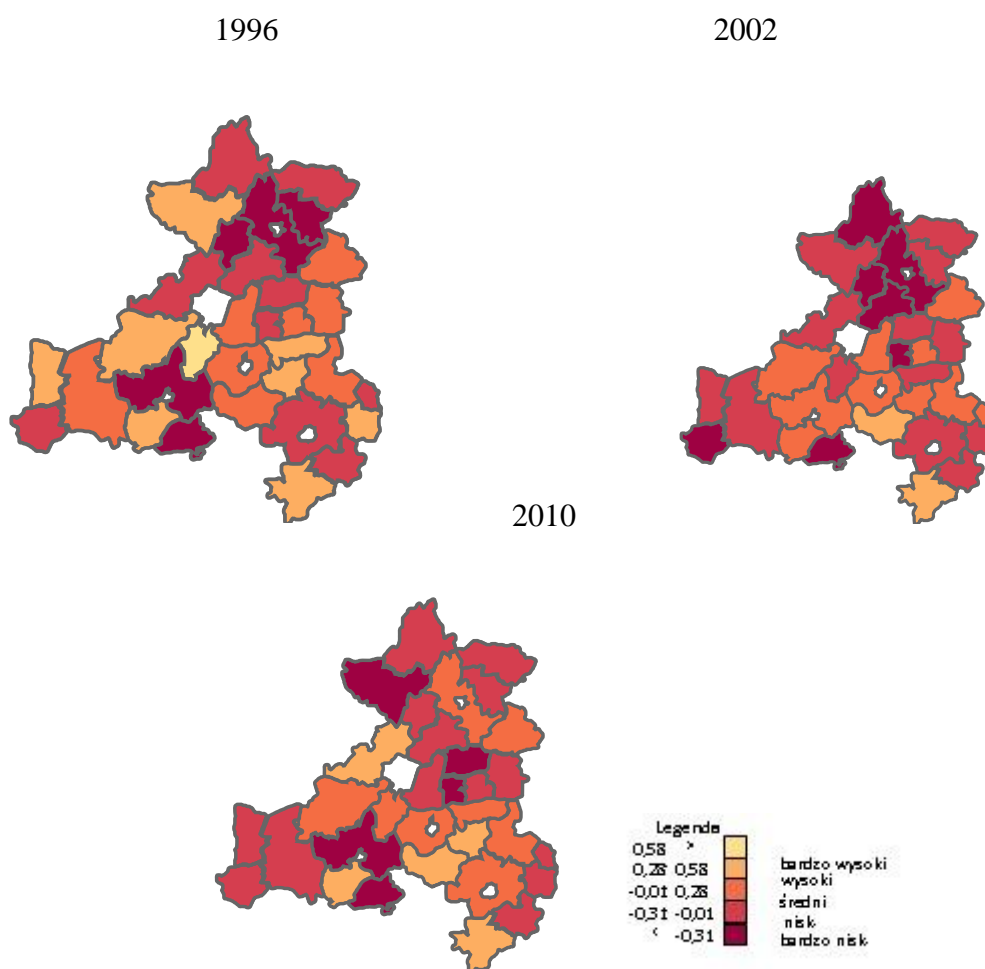 1996
2002
2010
Legenda
0,58 >
0,28 0,58
-0,01 0,28
-0,31 -0,01
< -0,31
bardzo wysoki
wysoki
średni
nisk
bardzo nisk